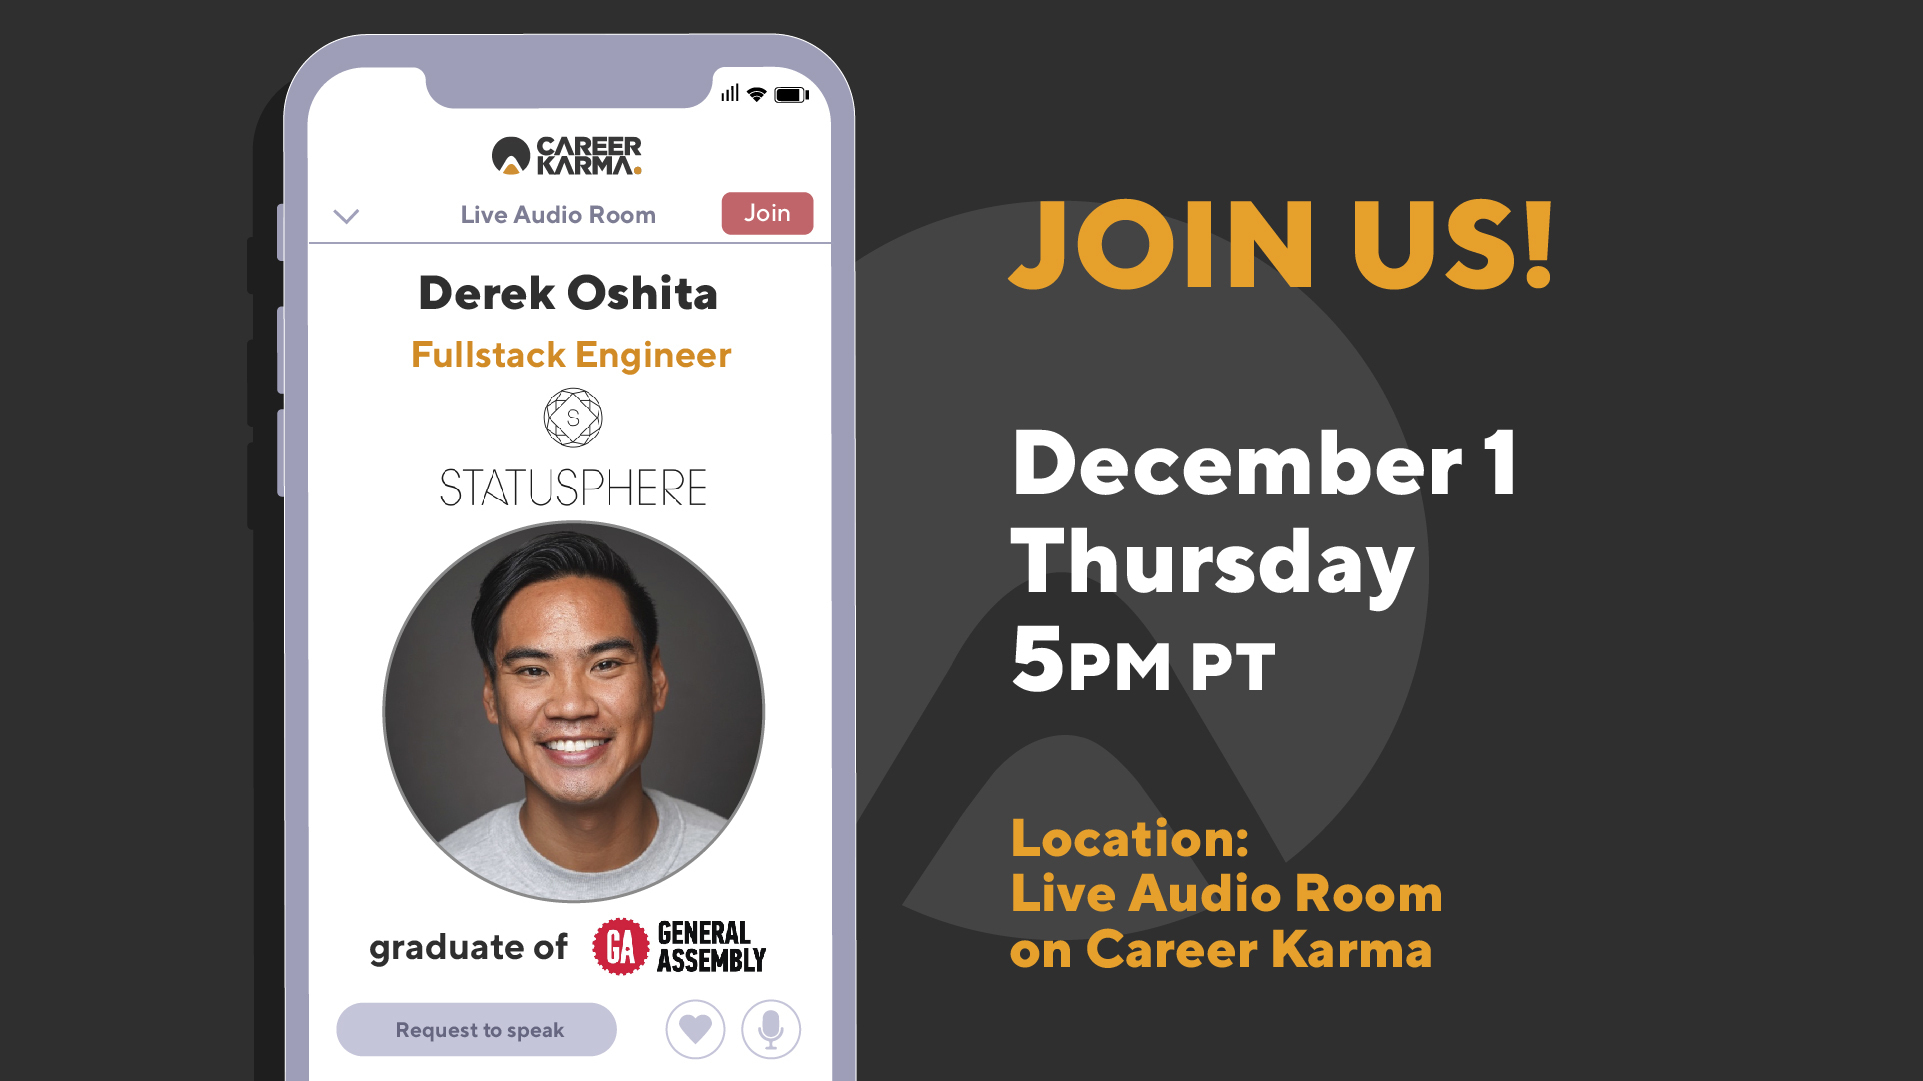 CAREER
KARMA.
Live Audio Room
Join
Derek Oshita
Fullstack Engineer
S
STATUSPHERE
graduate of
GA
GENERAL
ASSEMBLY
Request to speak
JOIN US!
December 1
Thursday
5PM PT
Location:
Live Audio Room
on Career Karma